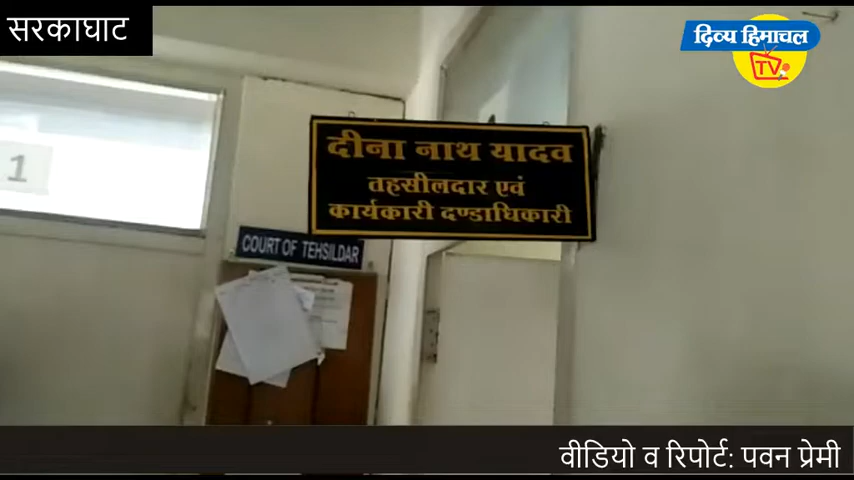 सरकाघाट
दिव्य हिमाचल
TV
1
दीना नाथ यादव
तहसीलदार एवं
कार्यकारी दण्डाधिकारी
COURT OF TEHSILDAR
वीडियो व रिपोर्ट: पवन प्रेमी